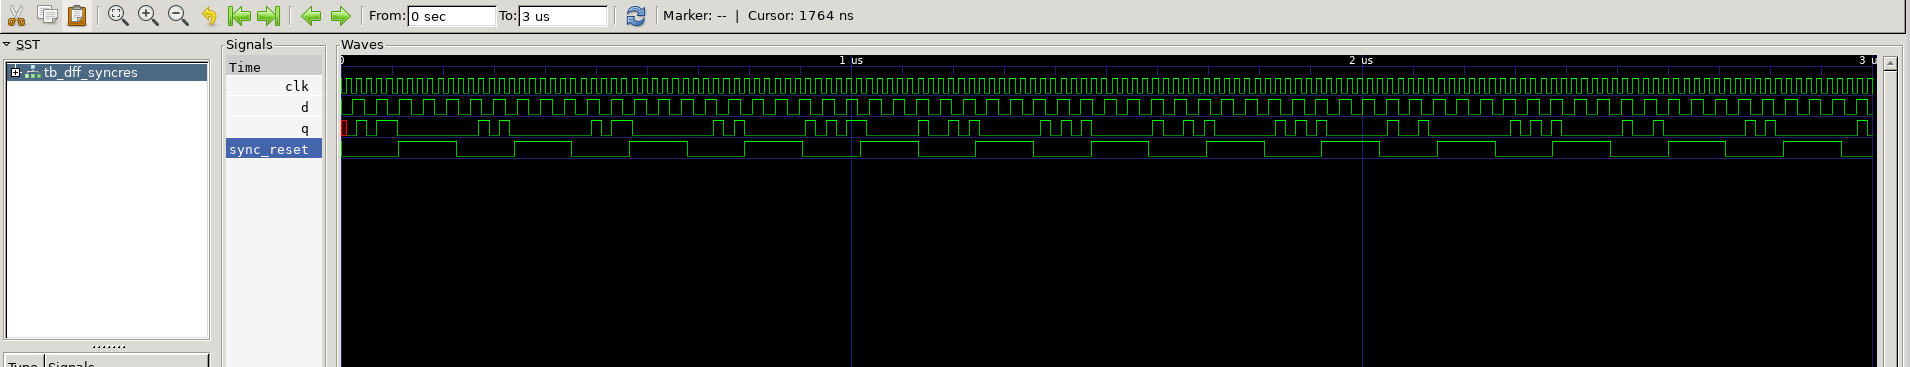 From: 0 sec To: 3 us Marker: -- | Cursor: 1764 ns
SST
tb_dff_syncres
Signals
Time
clk
d
q
sync_reset
Waves
0 1 us 2 us 3 u
Type Signals